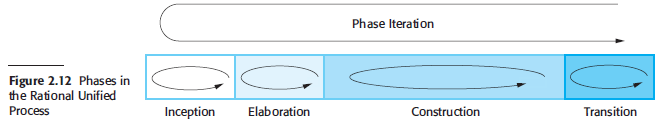 Phase Iteration
Figure 2.12 Phases in
the Rational Unified
Process
Inception Elaboration Construction Transition